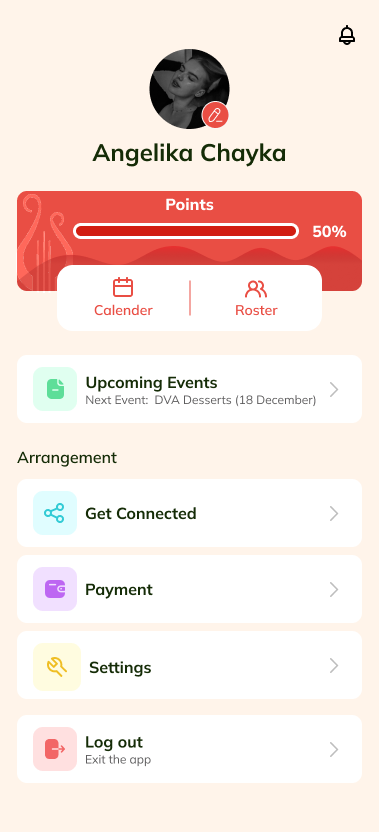 Angelika Chayka
Points
50%
Calender
Roster
Upcoming Events
Next Event:  DVA Desserts (18 December)
Arrangement
Get Connected
Payment
Settings
Log out
Exit the app